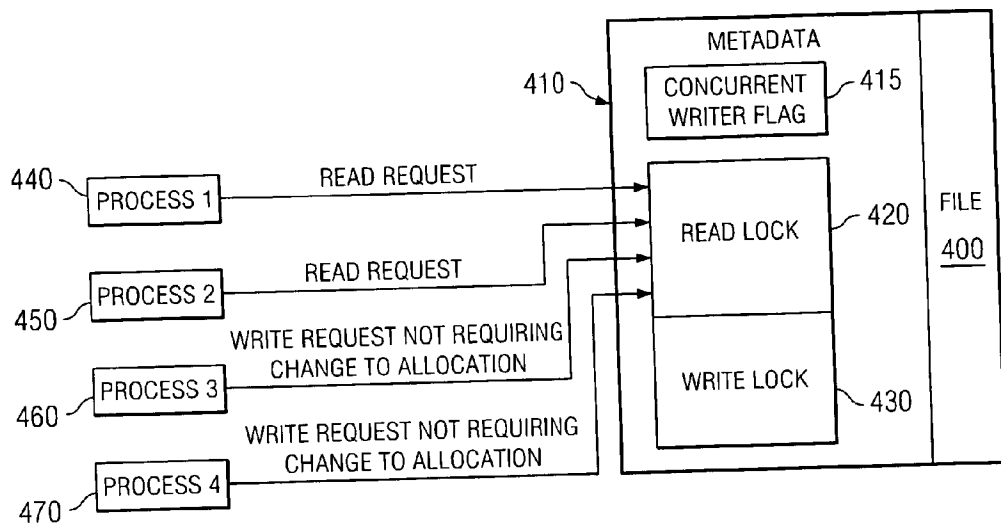 METADATA
410
CONCURRENT
WRITER FLAG
415
440
PROCESS 1
READ REQUEST
READ LOCK
420
FILE
400
450
PROCESS 2
READ REQUEST
WRITE REQUEST NOT REQUIRING
CHANGE TO ALLOCATION
460
PROCESS 3
WRITE LOCK
430
WRITE REQUEST NOT REQUIRING
CHANGE TO ALLOCATION
470
PROCESS 4